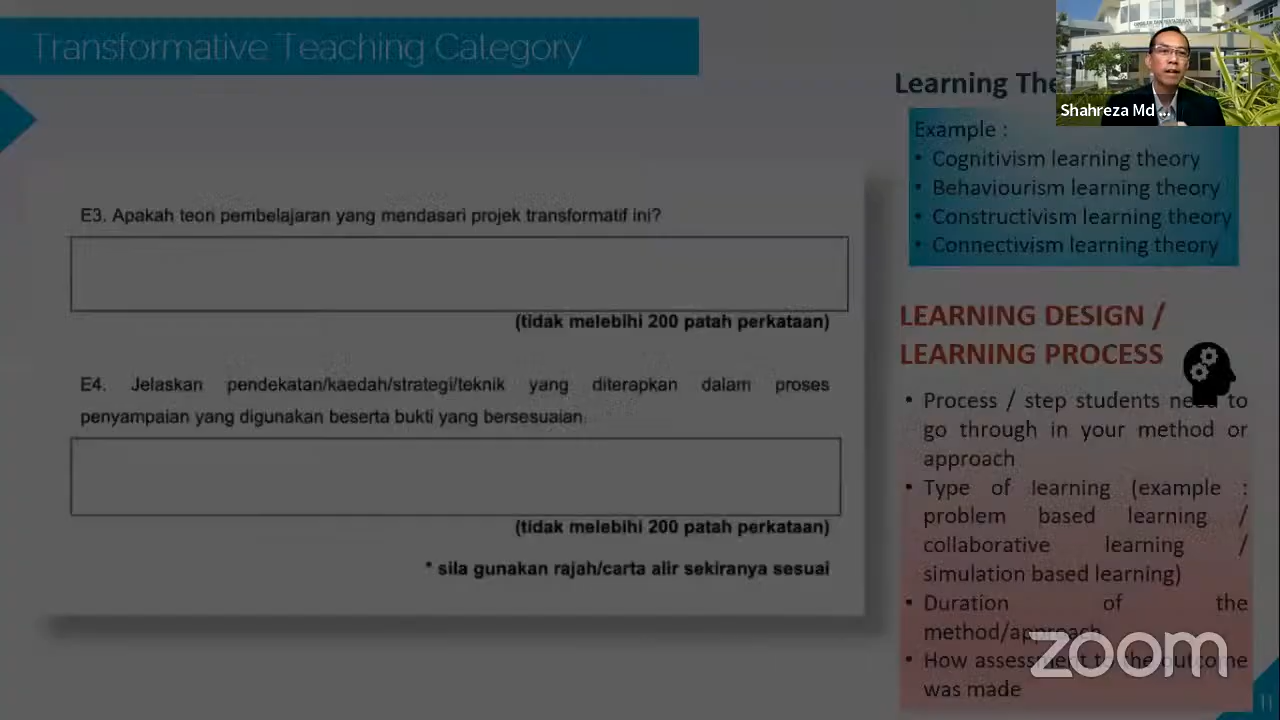 Transformative Teaching Category
E3. Apakah teori pembelajaran yang mendasari projek transformatif ini?
(tidak melebihi 200 patah perkataan)
E4. Jelaskan pendekatan/kaedah/strategi/teknik yang diterapkan dalam proses
penyampaian yang digunakan beserta bukti yang bersesuaian.
(tidak melebihi 200 patah perkataan)
* sila gunakan rajah/carta alir sekiranya sesuai
Learning The
Shahreza Md ...
Example :
• Cognitivism learning theory
• Behaviourism learning theory
• Constructivism learning theory
• Connectivism learning theory
LEARNING DESIGN /
LEARNING PROCESS
• Process / step students need to
go through in your method or
approach
• Type of learning (example :
problem based learning /
collaborative learning /
simulation based learning)
• Duration of the
method/approach
• How assessment to the outcome
was made
zoom
11